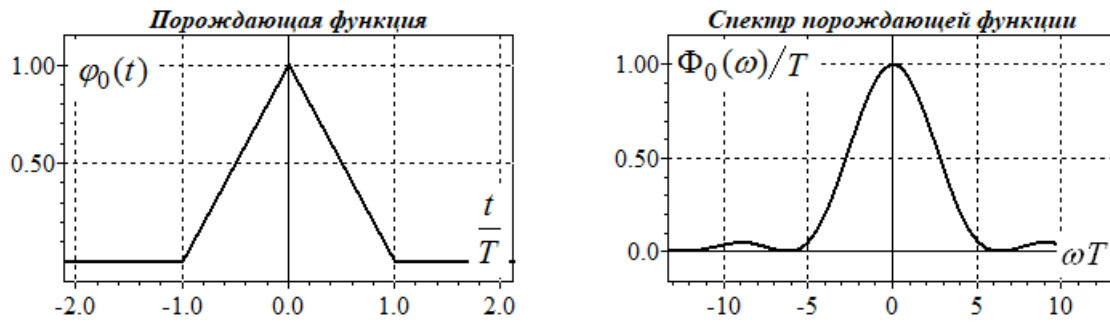 Порождающая функция
1.00
φ₀(t)
0.50
t/T
-2.0 -1.0 0.0 1.0 2.0
Спектр порождающей функции
1.00
Φ₀(ω)/T
0.50
0.0
ωT
-10 -5 0 5 10